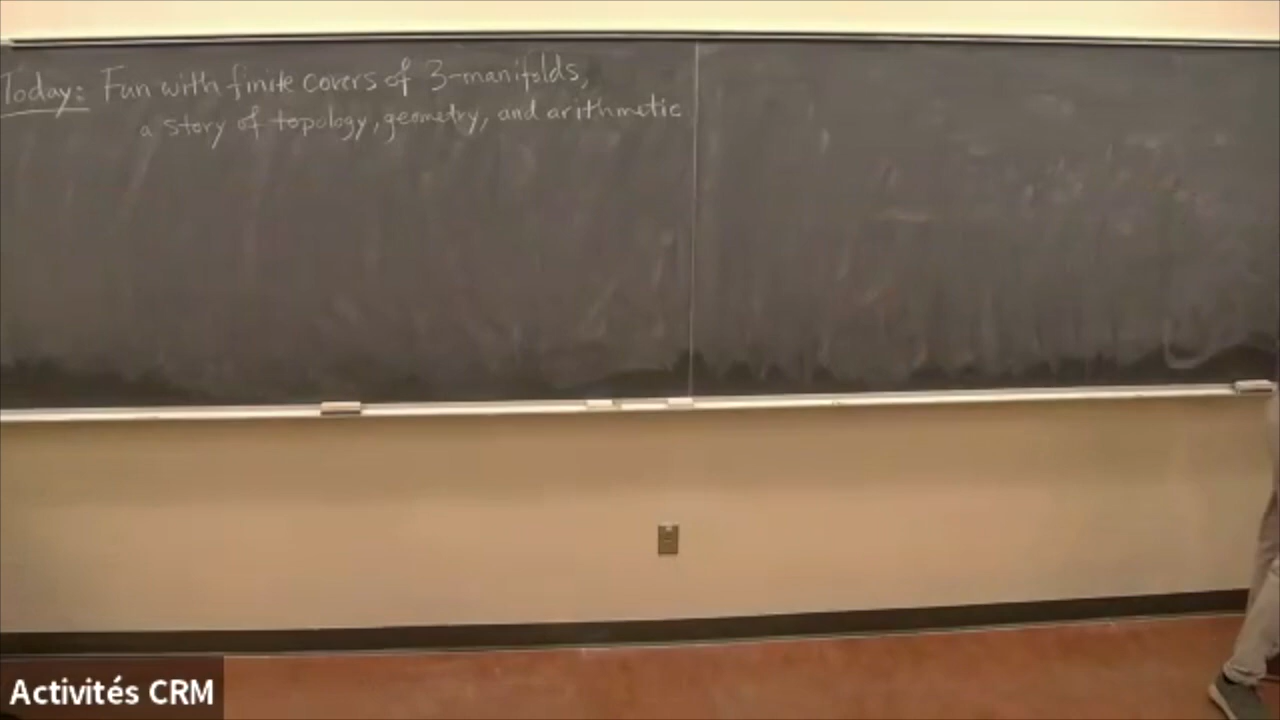 Today: Fun with finite covers of 3-manifolds,
a story of topology, geometry, and arithmetic
Activités CRM